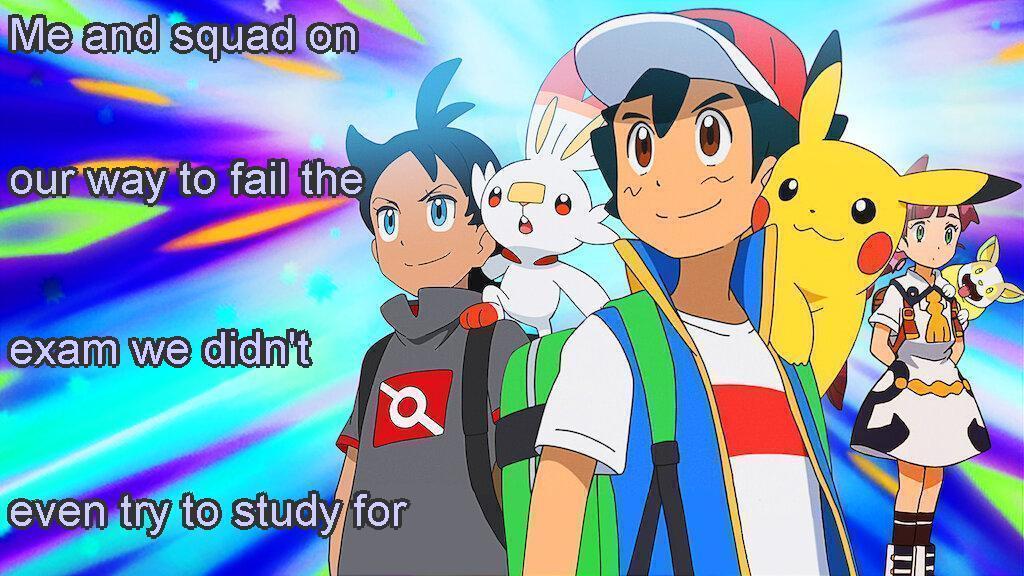 Me and squad on
our way to fail the
exam we didn't
even try to study for